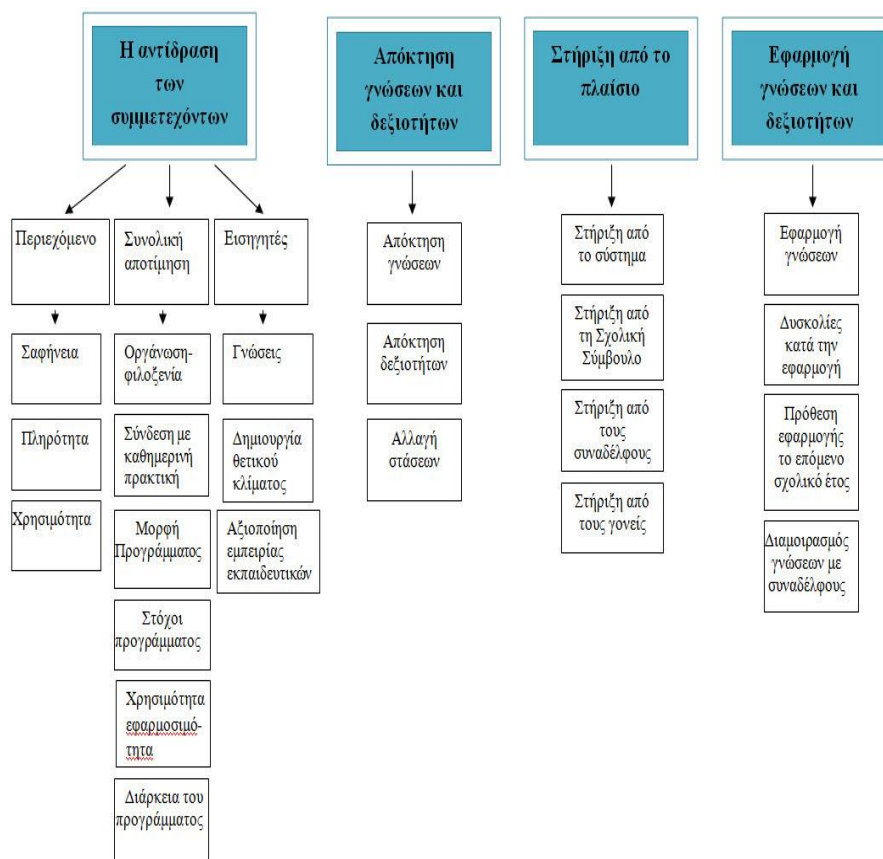 Η αντίδραση
των
συμμετεχόντων
Απόκτηση
γνώσεων και
δεξιοτήτων
Στήριξη από το
πλαίσιο
Εφαρμογή
γνώσεων και
δεξιοτήτων
Περιεχόμενο
Συνολική
αποτίμηση
Εισηγητές
Απόκτηση
γνώσεων
Στήριξη από
το σύστημα
Εφαρμογή
γνώσεων
Σαφήνεια
Οργάνωση-
φιλοξενία
Γνώσεις
Απόκτηση
δεξιοτήτων
Στήριξη από
τη Σχολική
Σύμβουλο
Δυσκολίες
κατά την
εφαρμογή
Πληρότητα
Σύνδεση με
καθημερινή
πρακτική
Δημιουργία
θετικού
κλίματος
Αλλαγή
στάσεων
Στήριξη από
τους
συναδέλφους
Πρόθεση
εφαρμογής
το επόμενο
σχολικό έτος
Χρησιμότητα
Μορφή
Προγράμματος
Αξιοποίηση
εμπειρίας
εκπαιδευτικών
Στήριξη από
τους γονείς
Διαμοιρασμός
γνώσεων με
συναδέλφους
Στόχοι
προγράμματος
Χρησιμότητα
εφαρμοσιμό-
τητα
Διάρκεια του
προγράμματος